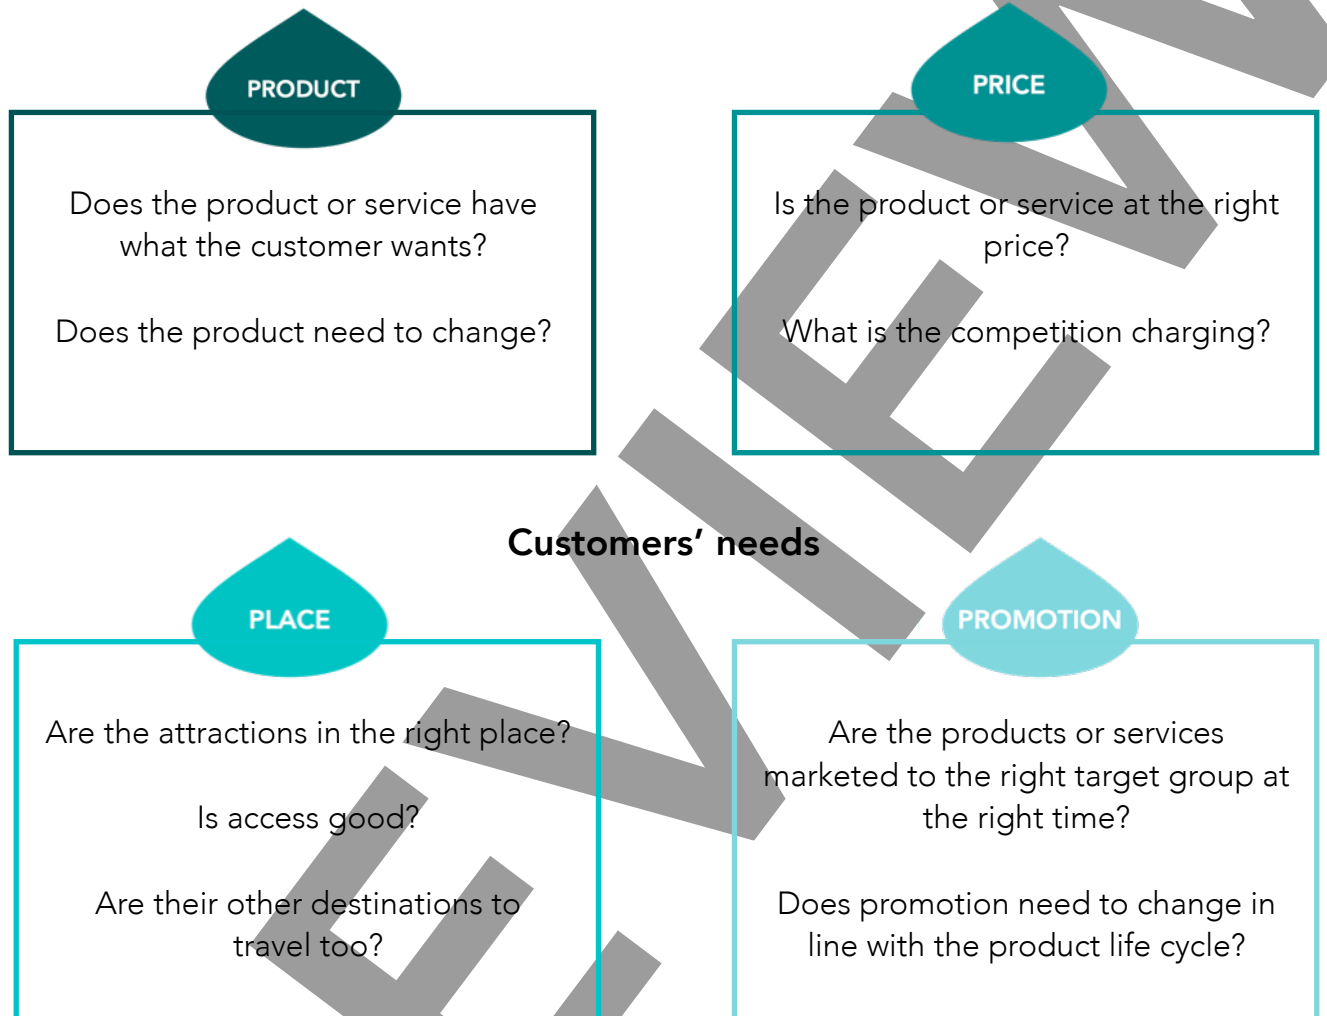 PRODUCT
Does the product or service have
what the customer wants?
Does the product need to change?
PRICE
Is the product or service at the right
price?
What is the competition charging?
Customers’ needs
PLACE
Are the attractions in the right place?
Is access good?
Are their other destinations to
travel too?
PROMOTION
Are the products or services
marketed to the right target group at
the right time?
Does promotion need to change in
line with the product life cycle?